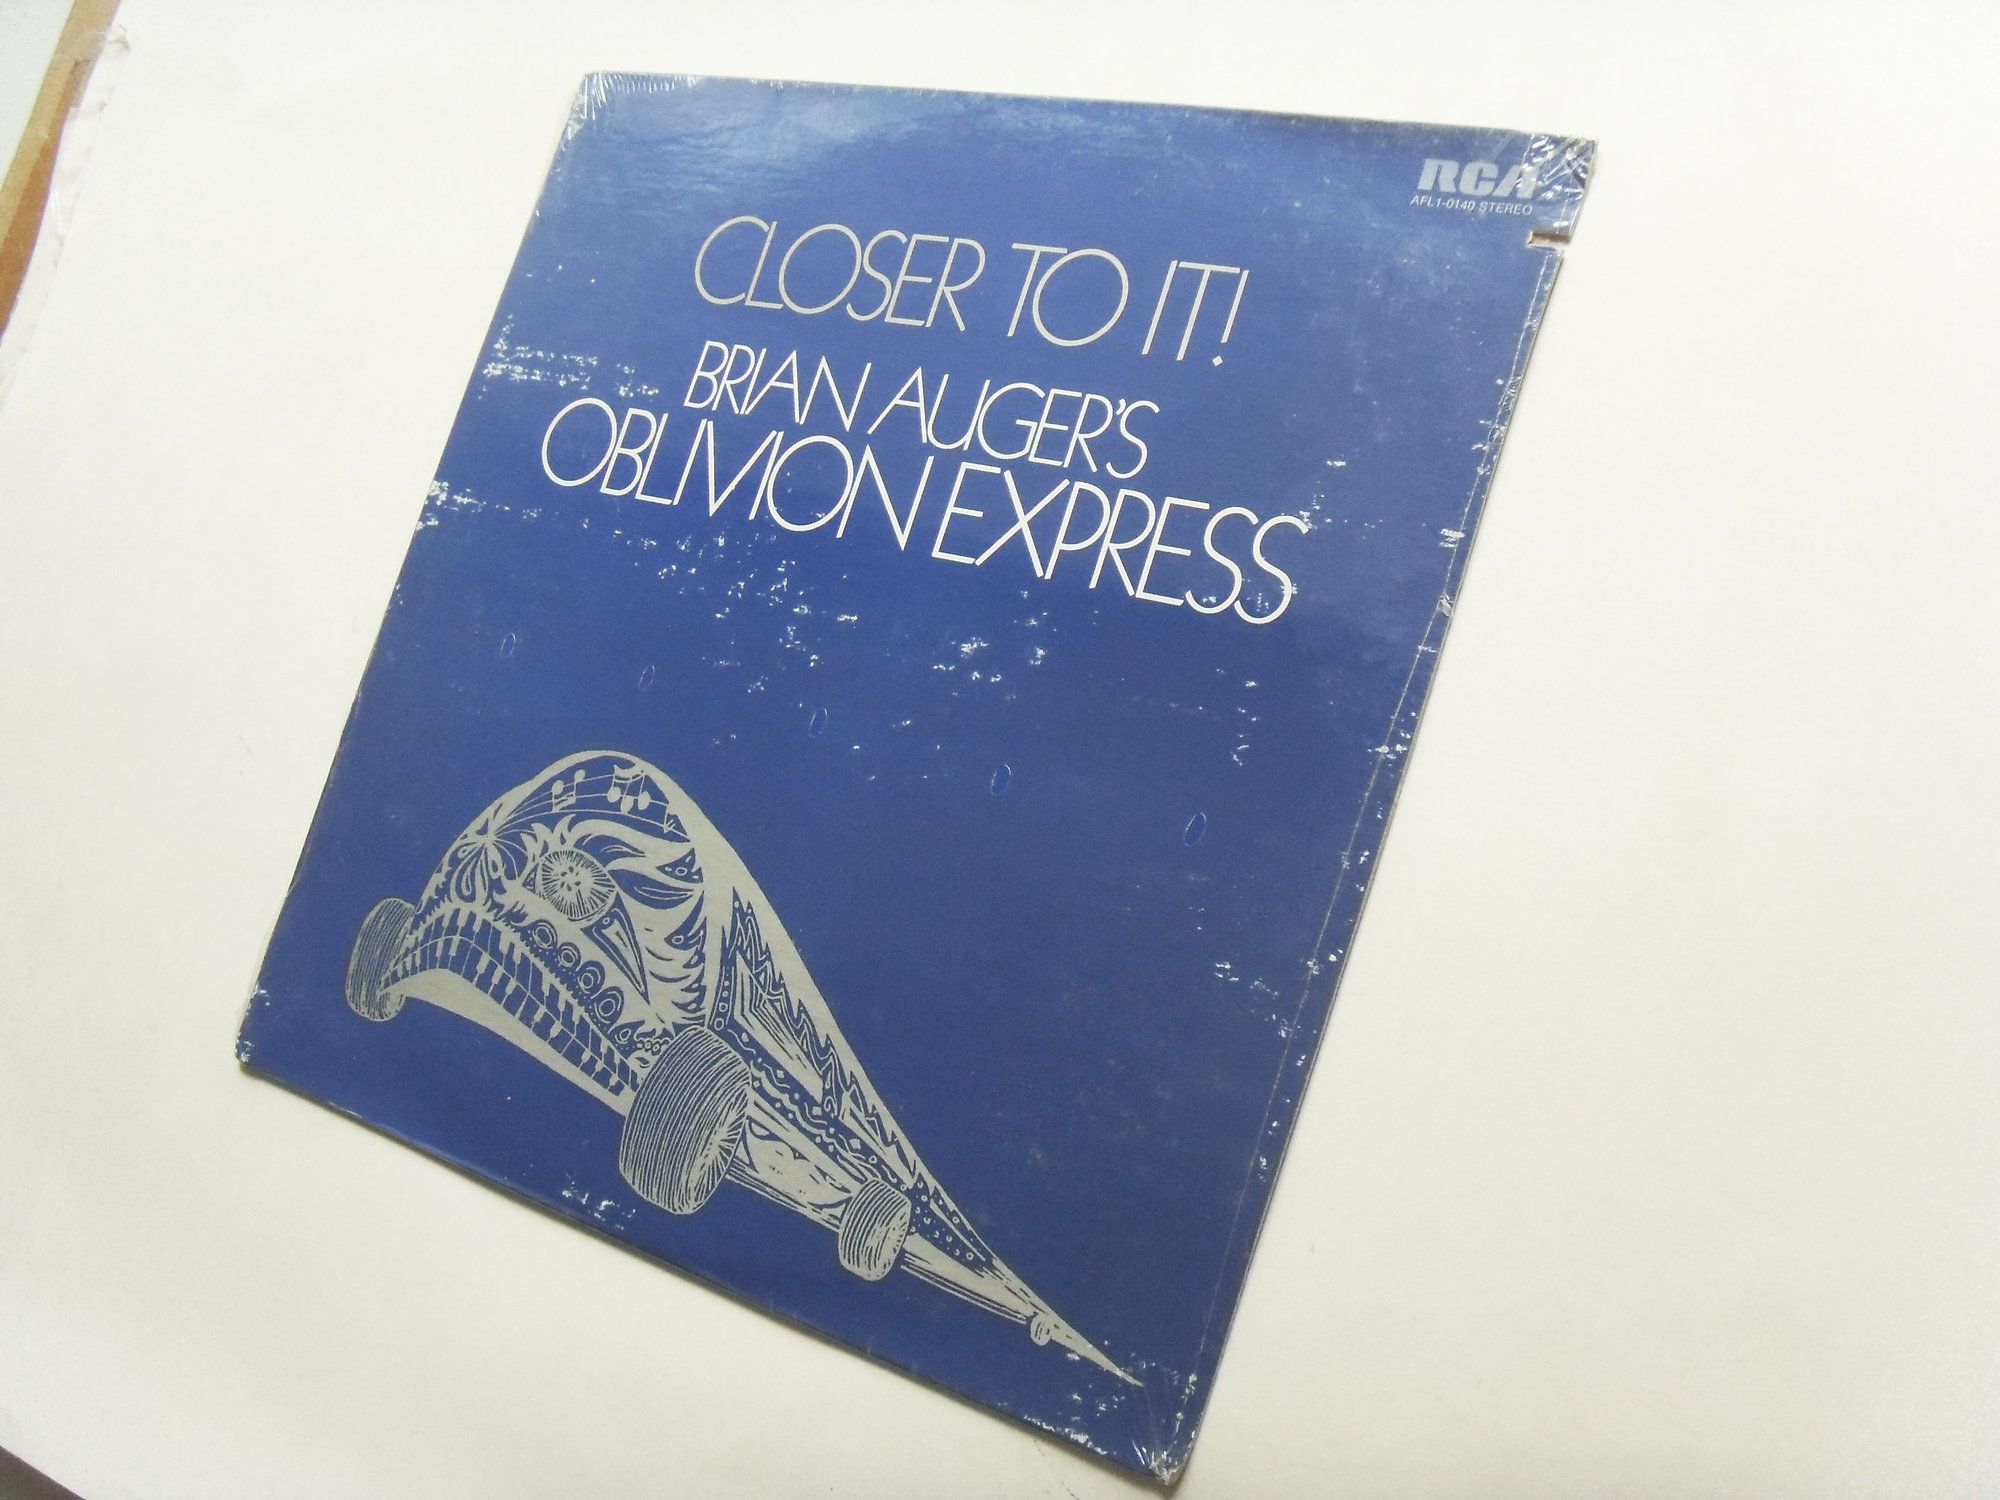 RCA
AFL1-0140 STEREO
CLOSER TO IT!
BRIAN AUGER'S
OBLIVION EXPRESS